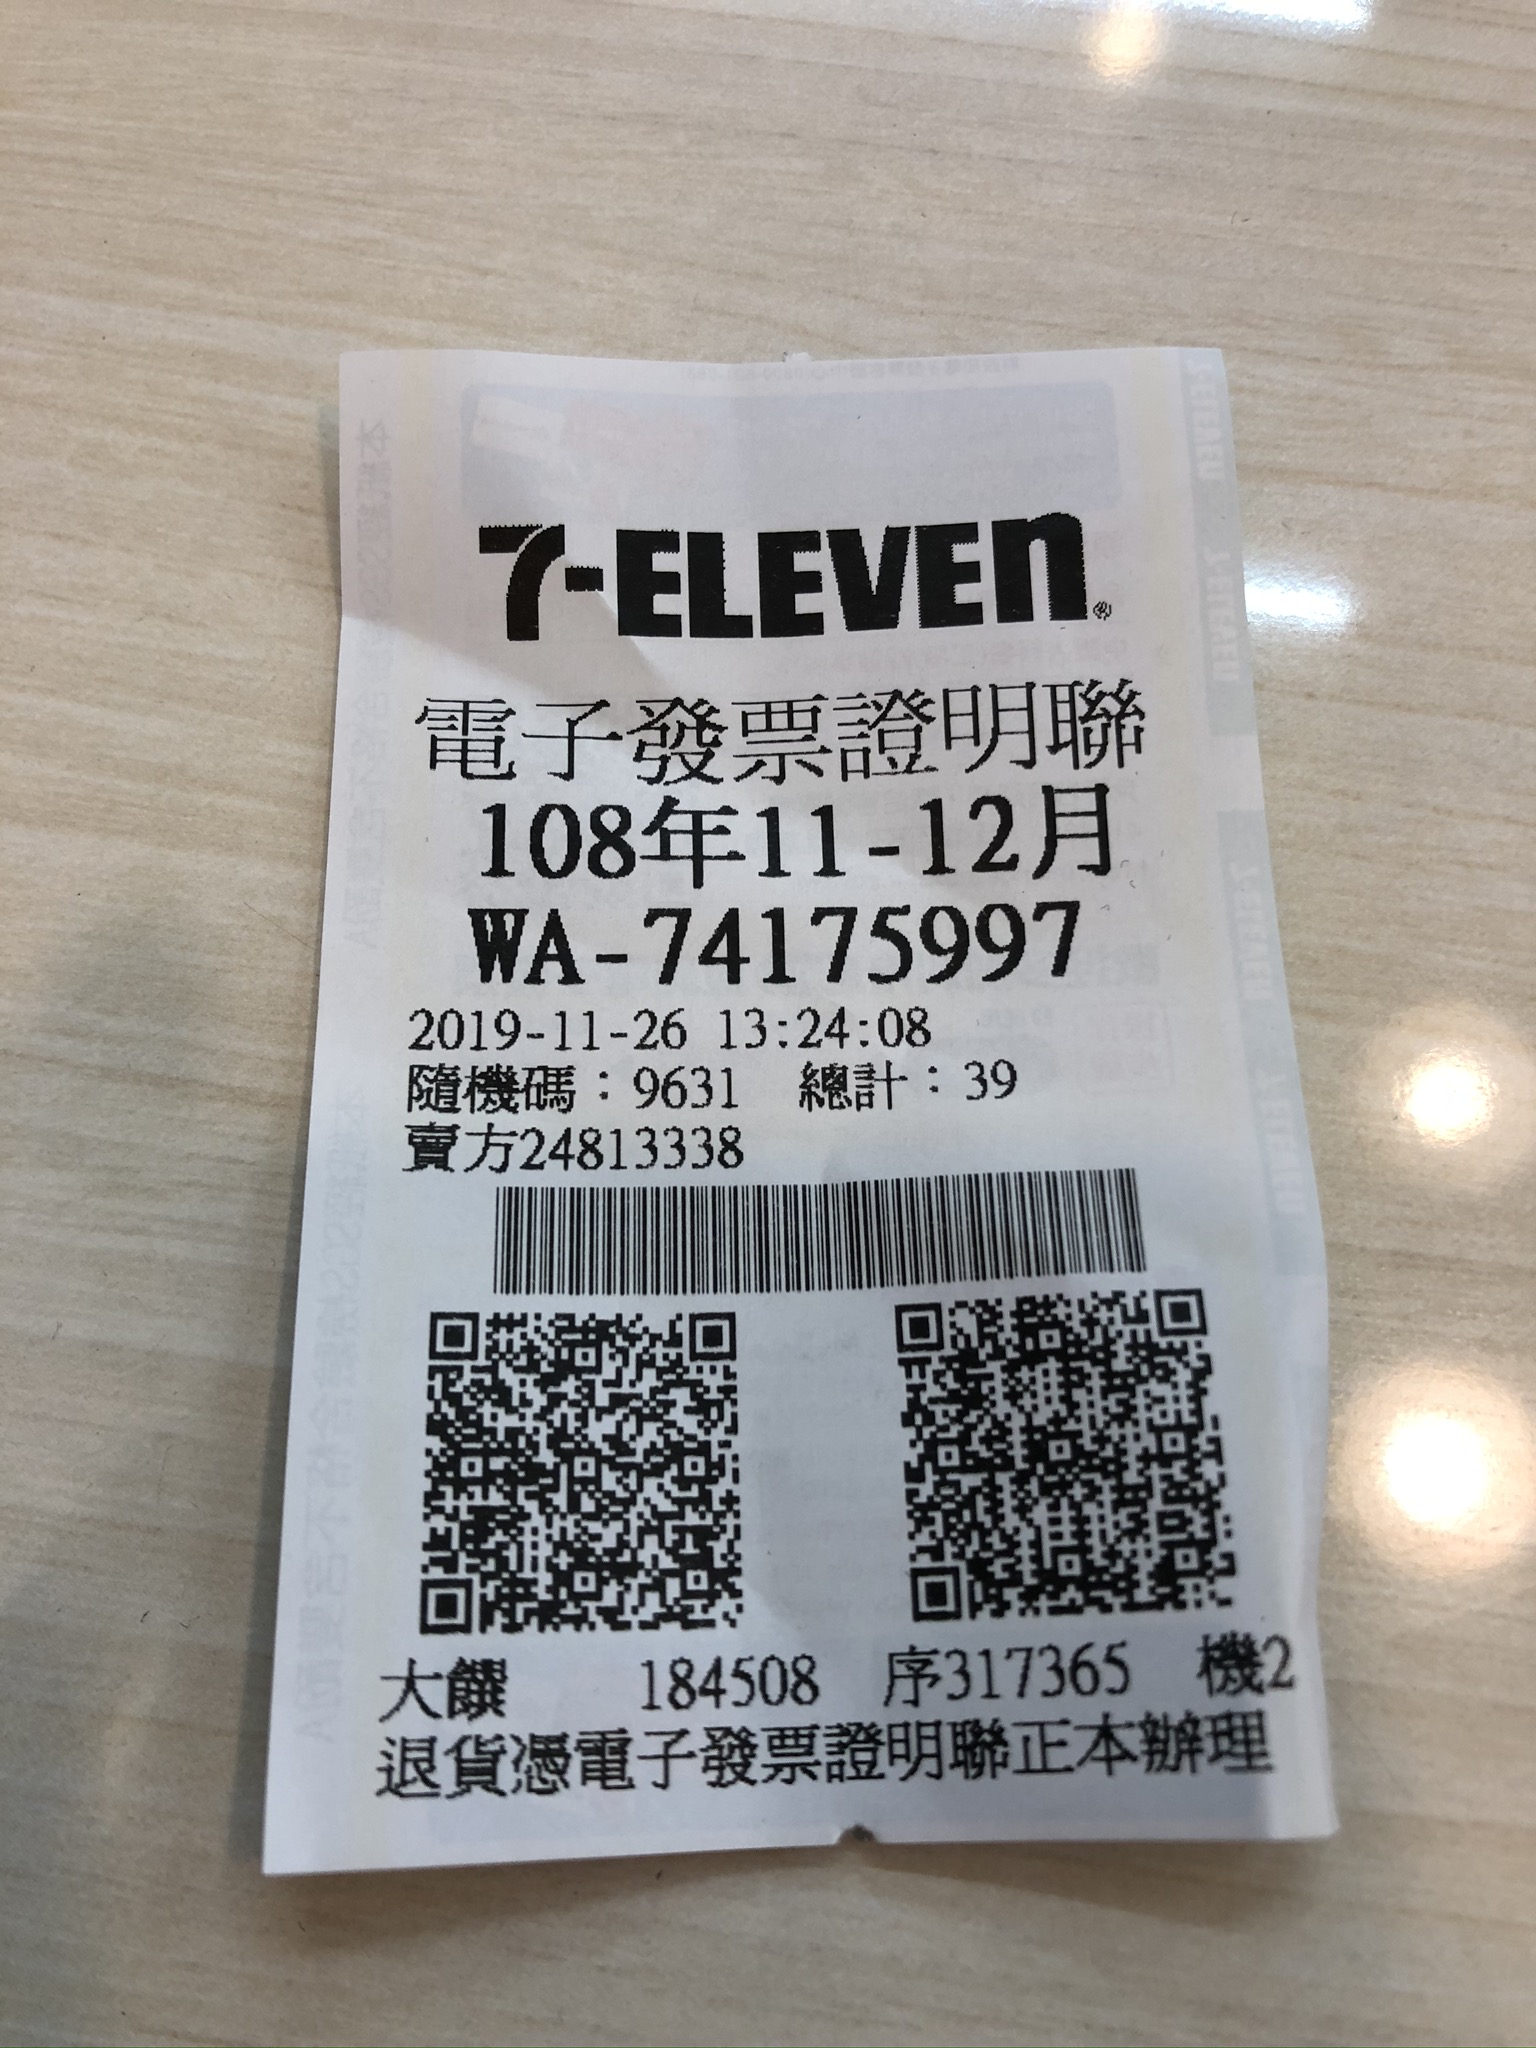 7-ELEVEn®
電子發票證明聯
108年11-12月
WA-74175997
2019-11-26 13:24:08
隨機碼：9631 總計：39
賣方24813338
大饌 184508 序317365 機2
退貨憑電子發票證明聯正本辦理